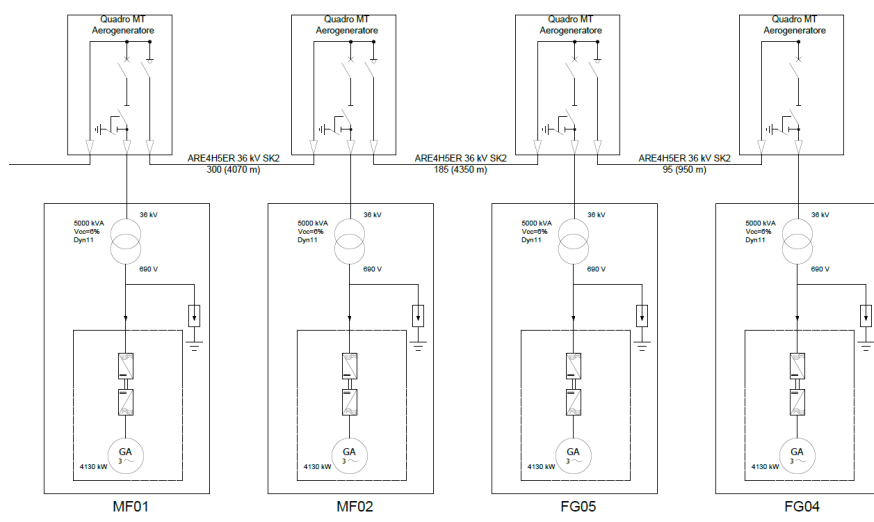 Quadro MT
Aerogeneratore
Quadro MT
Aerogeneratore
Quadro MT
Aerogeneratore
Quadro MT
Aerogeneratore
ARE4H5ER 36 kV SK2
300 (4070 m)
ARE4H5ER 36 kV SK2
185 (4350 m)
ARE4H5ER 36 kV SK2
95 (950 m)
36 kV
5000 kVA
Vcc=6%
Dyn11
690 V
GA
3
4130 kW
MF01
36 kV
5000 kVA
Vcc=6%
Dyn11
690 V
GA
3
4130 kW
MF02
36 kV
5000 kVA
Vcc=6%
Dyn11
690 V
GA
3
4130 kW
FG05
36 kV
5000 kVA
Vcc=6%
Dyn11
690 V
GA
3
4130 kW
FG04